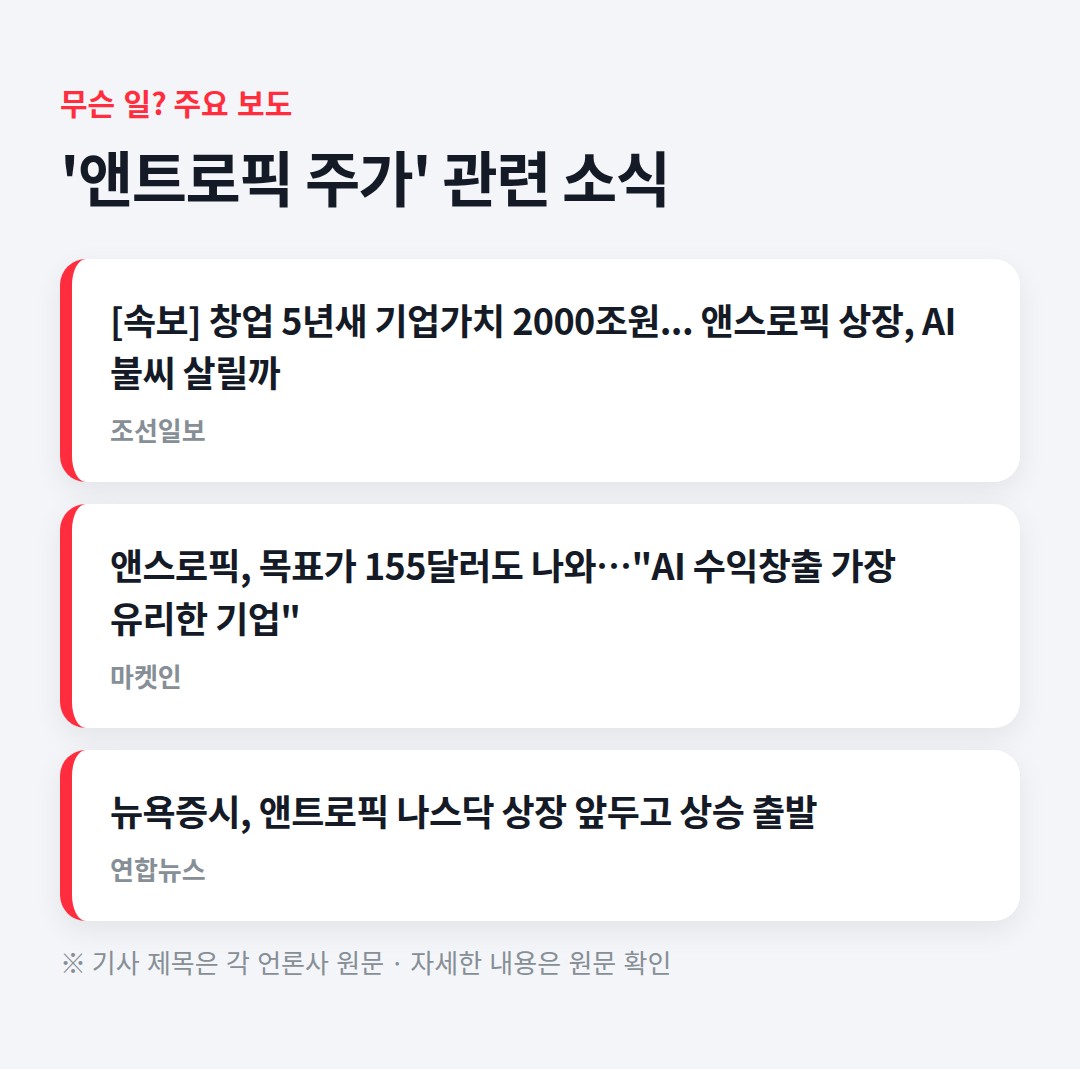 무슨 일? 주요 보도
'앤트로픽 주가' 관련 소식
[속보] 창업 5년새 기업가치 2000조원... 앤스로픽 상장, AI
불씨 살릴까
조선일보
앤스로픽, 목표가 155달러도 나와…"AI 수익창출 가장
유리한 기업"
마켓인
뉴욕증시, 앤트로픽 나스닥 상장 앞두고 상승 출발
연합뉴스
※ 기사 제목은 각 언론사 원문 · 자세한 내용은 원문 확인